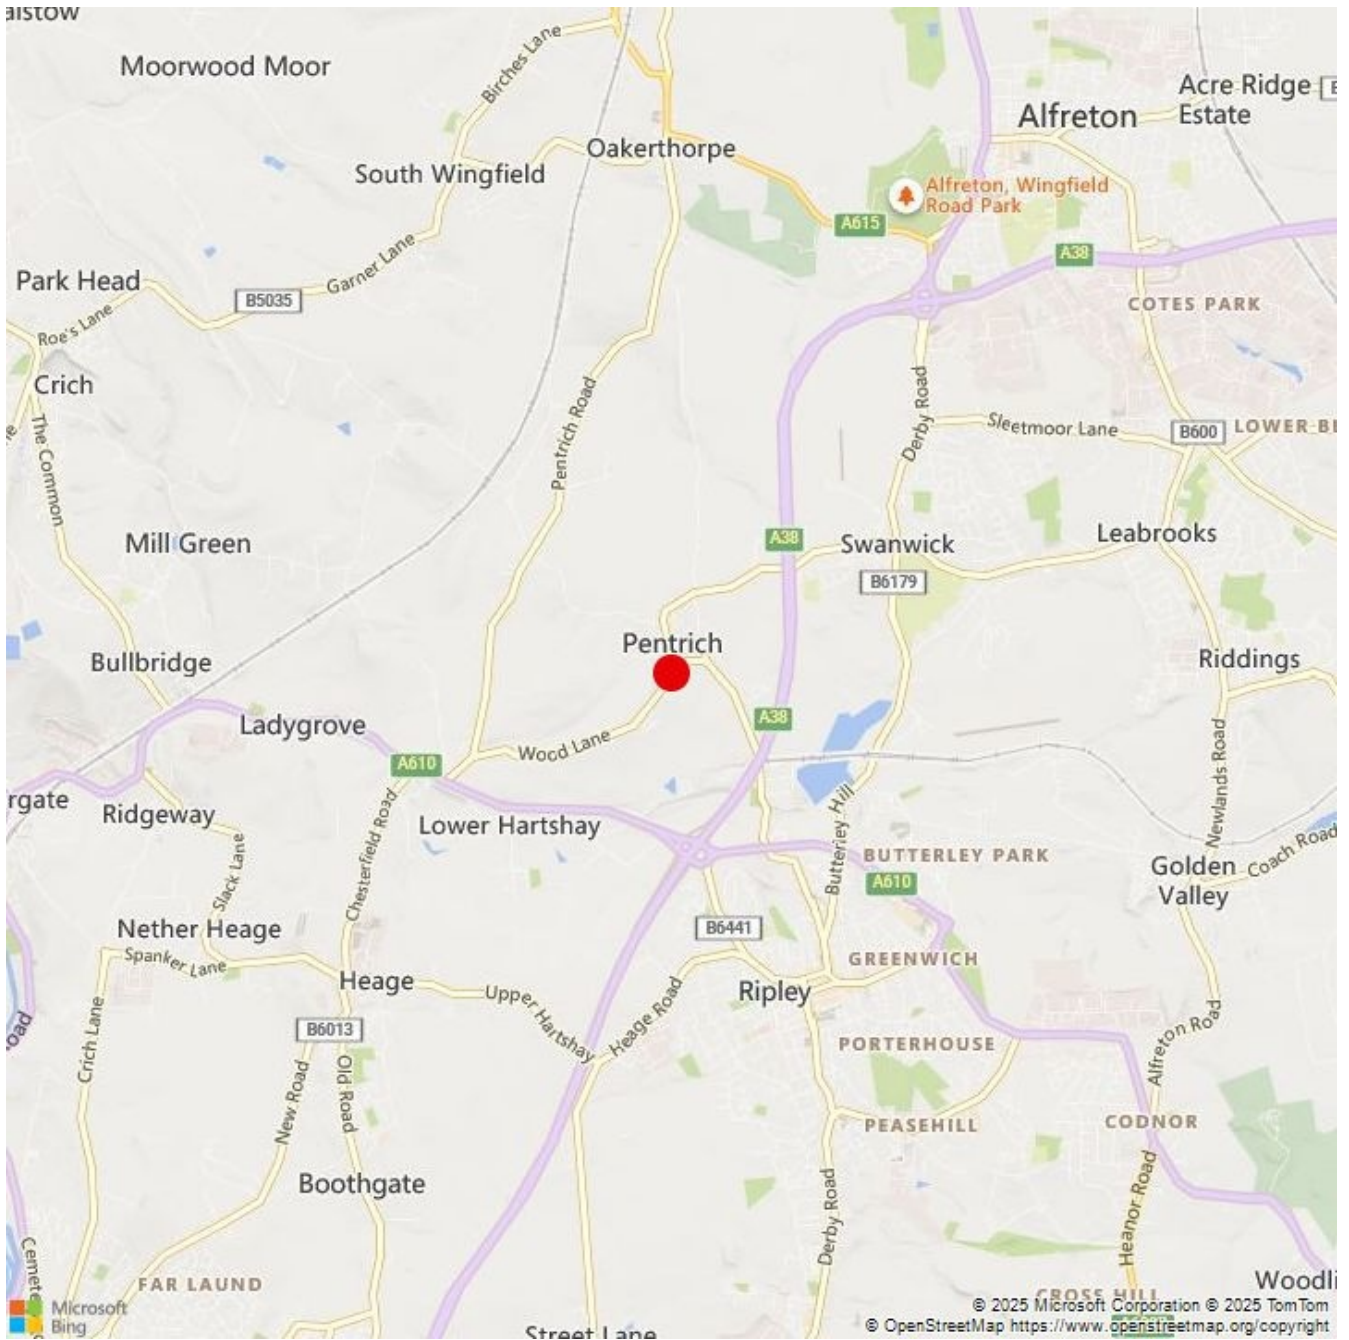 Moorwood Moor
Birches Lane
Acre Ridge
Estate
Alfreton
Oakerthorpe
South Wingfield
Alfreton, Wingfield
Road Park
A615
A38
Garner Lane
Park Head
B5035
COTES PARK
Roe's Lane
Crich
Pentrich Road
Derby Road
Sleetmoor Lane
B600
The Common
Mill Green
A38
Swanwick
Leabrooks
B6179
Pentrich
Bullbridge
Riddings
Ladygrove
A38
Wood Lane
A610
Newlands Road
Ridgeway
Lower Hartshay
Butterley Hill
BUTTERLEY PARK
Coach Road
Golden
Valley
A610
Slack Lane
Chesterfield Road
Nether Heage
B6441
Spanker Lane
GREENWICH
Heage
Ripley
Upper Hartshay
Heage Road
B6013
Crich Lane
PORTERHOUSE
Alfreton Road
New Road
Old Road
PEASEHILL
CODNOR
Boothgate
Derby Road
Heanor Road
FAR LAUND
CROSS HILL
Street Lane
Microsoft
Bing
© 2025 Microsoft Corporation © 2025 TomTom
© OpenStreetMap https://www.openstreetmap.org/copyright